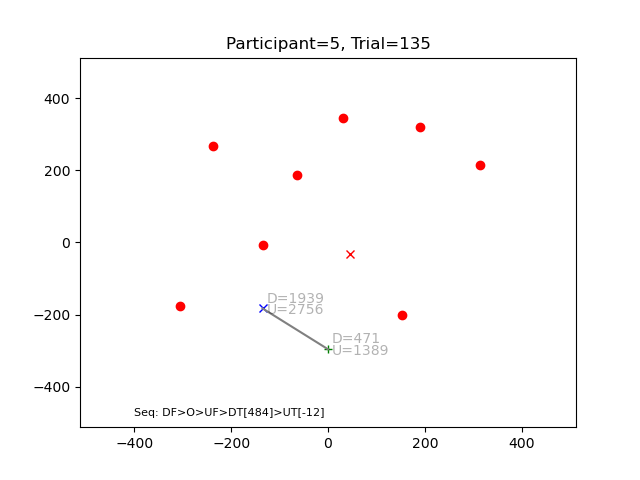 Participant=5, Trial=135
400
200
0
−200
−400
D=1939
U=2756
D=471
U=1389
Seq: DF>O>UF>DT[484]>UT[-12]
−400 −200 0 200 400